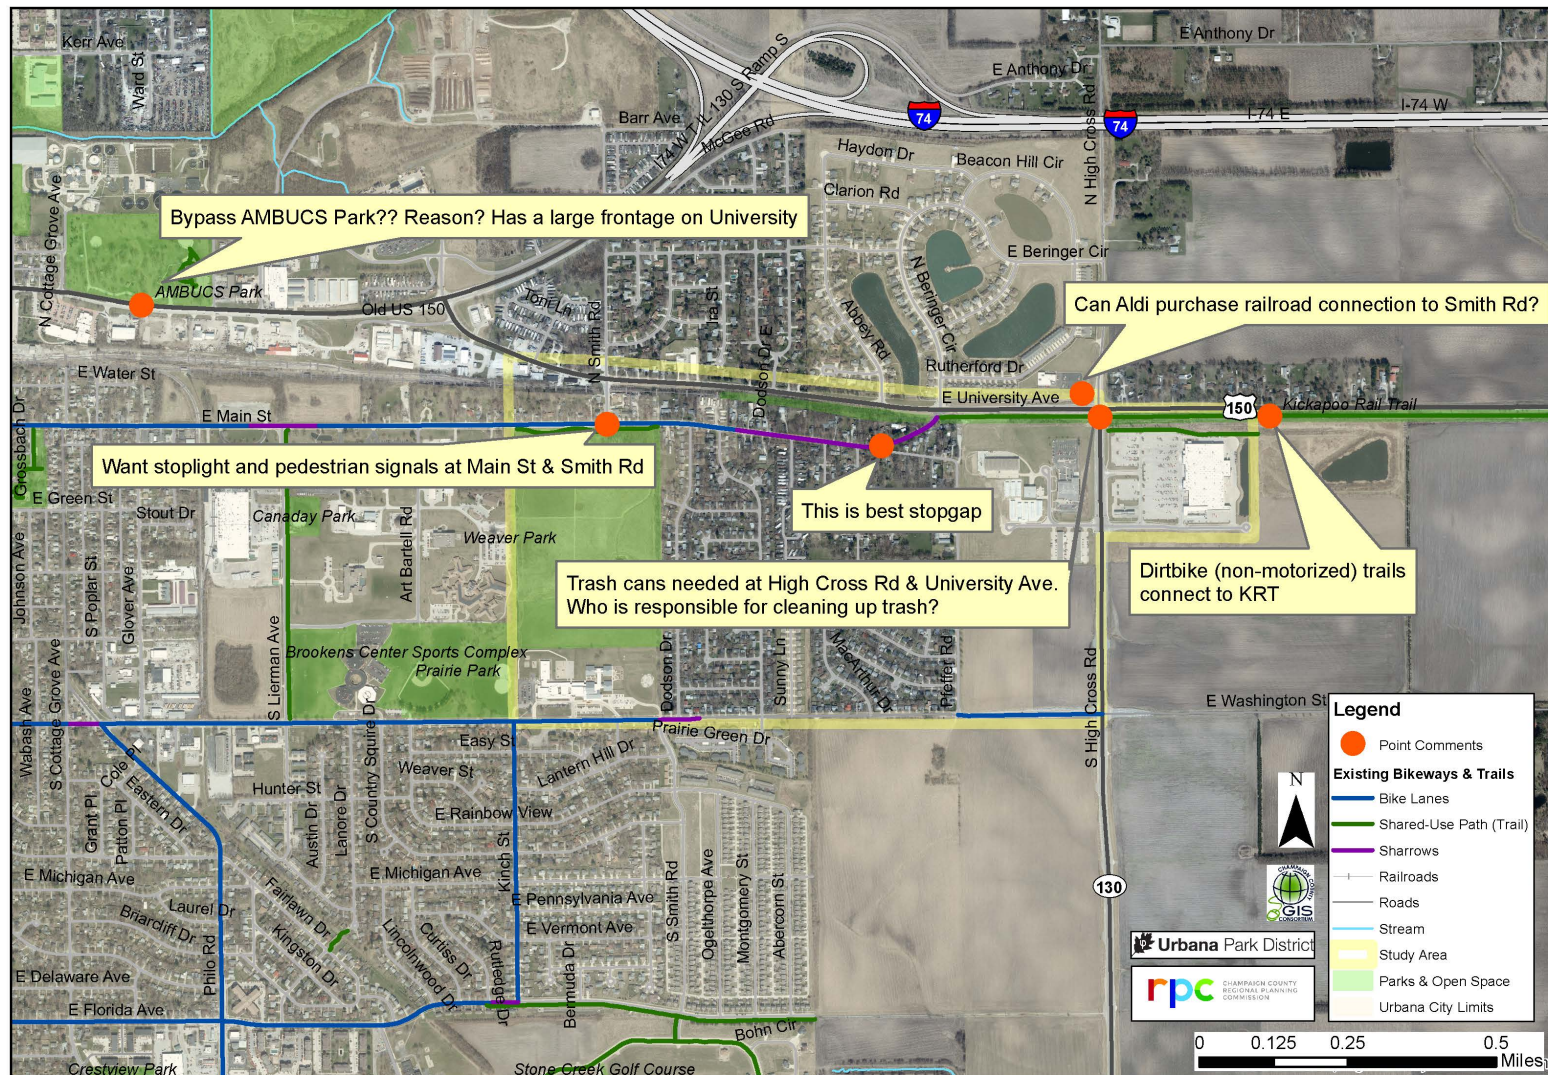 Kerr Ave
Ward St
E Anthony Dr
E Anthony Dr
I-74 W T IL 130 S Ramp S
Barr Ave
McGee Rd
74
74
I-74 E
I-74 W
N High Cross Rd
Haydon Dr
Beacon Hill Cir
Clarion Rd
N Cottage Grove Ave
Bypass AMBUCS Park?? Reason? Has a large frontage on University
E Beringer Cir
N Beringer Cir
AMBUCS Park
Old US 150
Toni Ln
N Smith Rd
Ira St
Abbey Rd
Can Aldi purchase railroad connection to Smith Rd?
Rutherford Dr
E Water St
Dodson Dr E
E University Ave
150
Kickapoo Rail Trail
E Main St
Grossbach Dr
Want stoplight and pedestrian signals at Main St & Smith Rd
E Green St
Stout Dr
Canaday Park
Art Bartell Rd
Weaver Park
This is best stopgap
Trash cans needed at High Cross Rd & University Ave.
Who is responsible for cleaning up trash?
Dirtbike (non-motorized) trails
connect to KRT
Johnson Ave
S Poplar St
Glover Ave
S Lierman Ave
Brookens Center Sports Complex
Prairie Park
Dodson Dr
Sunny Ln
MacArthur Dr
Pfeffer Rd
S High Cross Rd
E Washington St
Wabash Ave
S Cottage Grove Ave
S Country Squire Dr
Easy St
Prairie Green Dr
Weaver St
Lantern Hill Dr
Cole Pl
Eastern Dr
Hunter St
Grant Pl
Patton Pl
Austin Dr
Lanore Dr
E Rainbow View
Kinch St
E Michigan Ave
E Michigan Ave
E Pennsylvania Ave
Laurel Dr
Fairlawn Dr
Briarcliff Dr
E Vermont Ave
S Smith Rd
Oglethorpe Ave
Montgomery St
Abercorn St
130
Philo Rd
Kingston Dr
Lincolnwood Dr
Curtiss Dr
Rutledge Dr
Bermuda Dr
E Delaware Ave
E Florida Ave
Bohn Cir
Crestview Park
Stone Creek Golf Course
Legend
Point Comments
Existing Bikeways & Trails
Bike Lanes
Shared-Use Path (Trail)
Sharrows
Railroads
Roads
Stream
Study Area
Parks & Open Space
Urbana City Limits
N
CHAMPAIGN COUNTY
GIS
CONSORTIUM
Urbana Park District
rpc
CHAMPAIGN COUNTY
REGIONAL PLANNING
COMMISSION
0 0.125 0.25 0.5
Miles